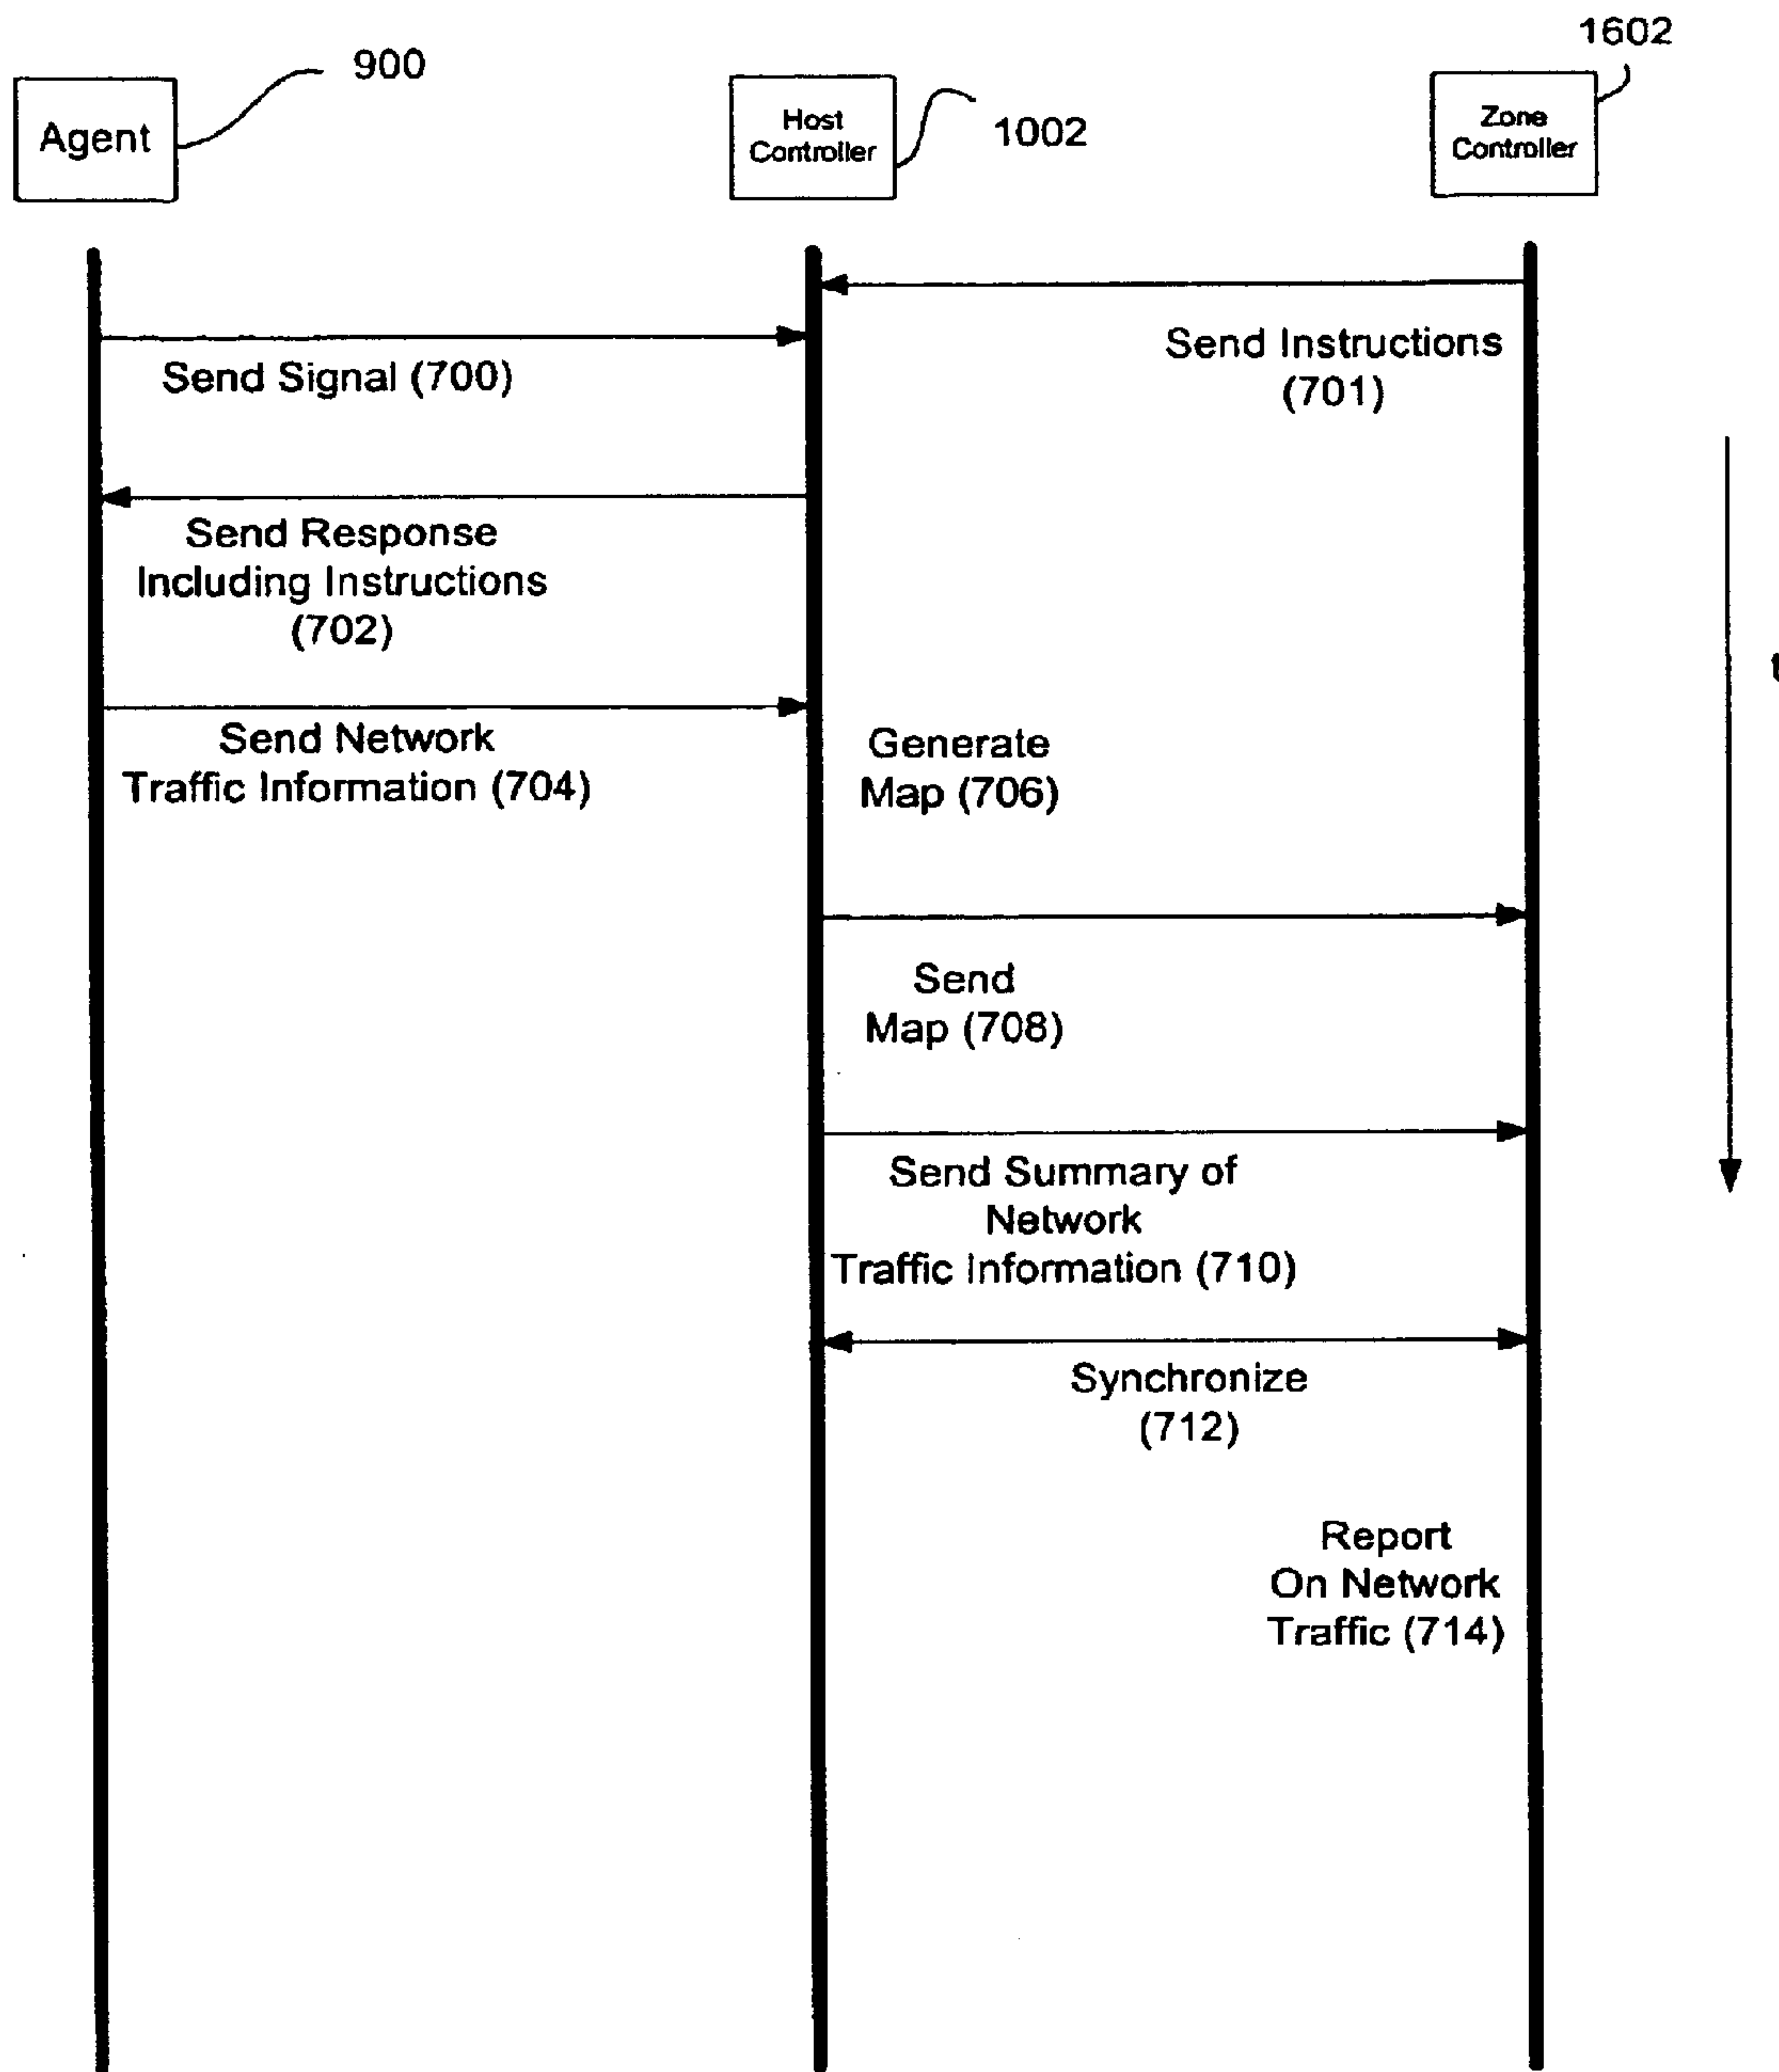 1602
900
Agent
Host
Controller
1002
Zone
Controller
Send Signal (700)
Send Instructions
(701)
Send Response
Including Instructions
(702)
t
Send Network
Traffic Information (704)
Generate
Map (706)
Send
Map (708)
Send Summary of
Network
Traffic Information (710)
Synchronize
(712)
Report
On Network
Traffic (714)